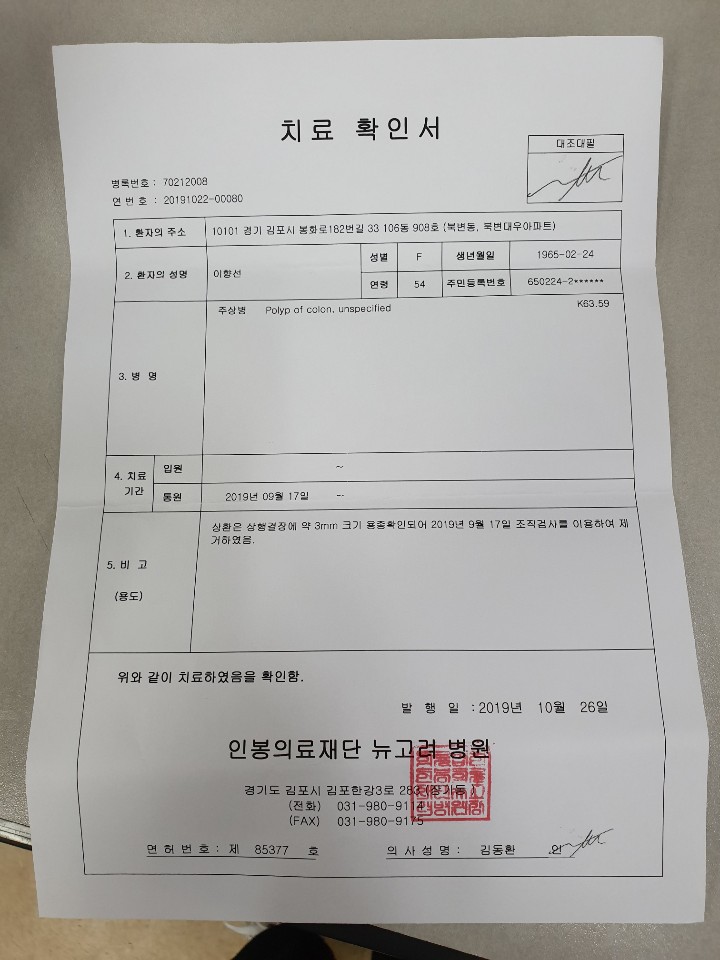 치료 확인서
대조대필
병록번호 : 70212008
연 번 호 : 20191022-00080
1. 환자의 주소 10101 경기 김포시 봉화로182번길 33 106동 908호 (북변동, 북변대우아파트)
2. 환자의 성명 이향선 성별 F 생년월일 1965-02-24
연령 54 주민등록번호 650224-2******
3. 병 명 주상병 Polyp of colon, unspecified K63.59
4. 치료 기간 입원 ~
통원 2019년 09월 17일 --
5. 비 고 (용도)
상환은 상행결장에 약 3mm 크기 용종확인되어 2019년 9월 17일 조직검사를 이용하여 제
거하였음.
위와 같이 치료하였음을 확인함.
발 행 일 : 2019년 10월 26일
인봉의료재단 뉴고려 병원
경기도 김포시 김포한강3로 283 (장기동 )
(전화) 031-980-9114
(FAX) 031-980-9175
면 허 번 호 : 제 85377 호 의 사 성 명 : 김동환 인